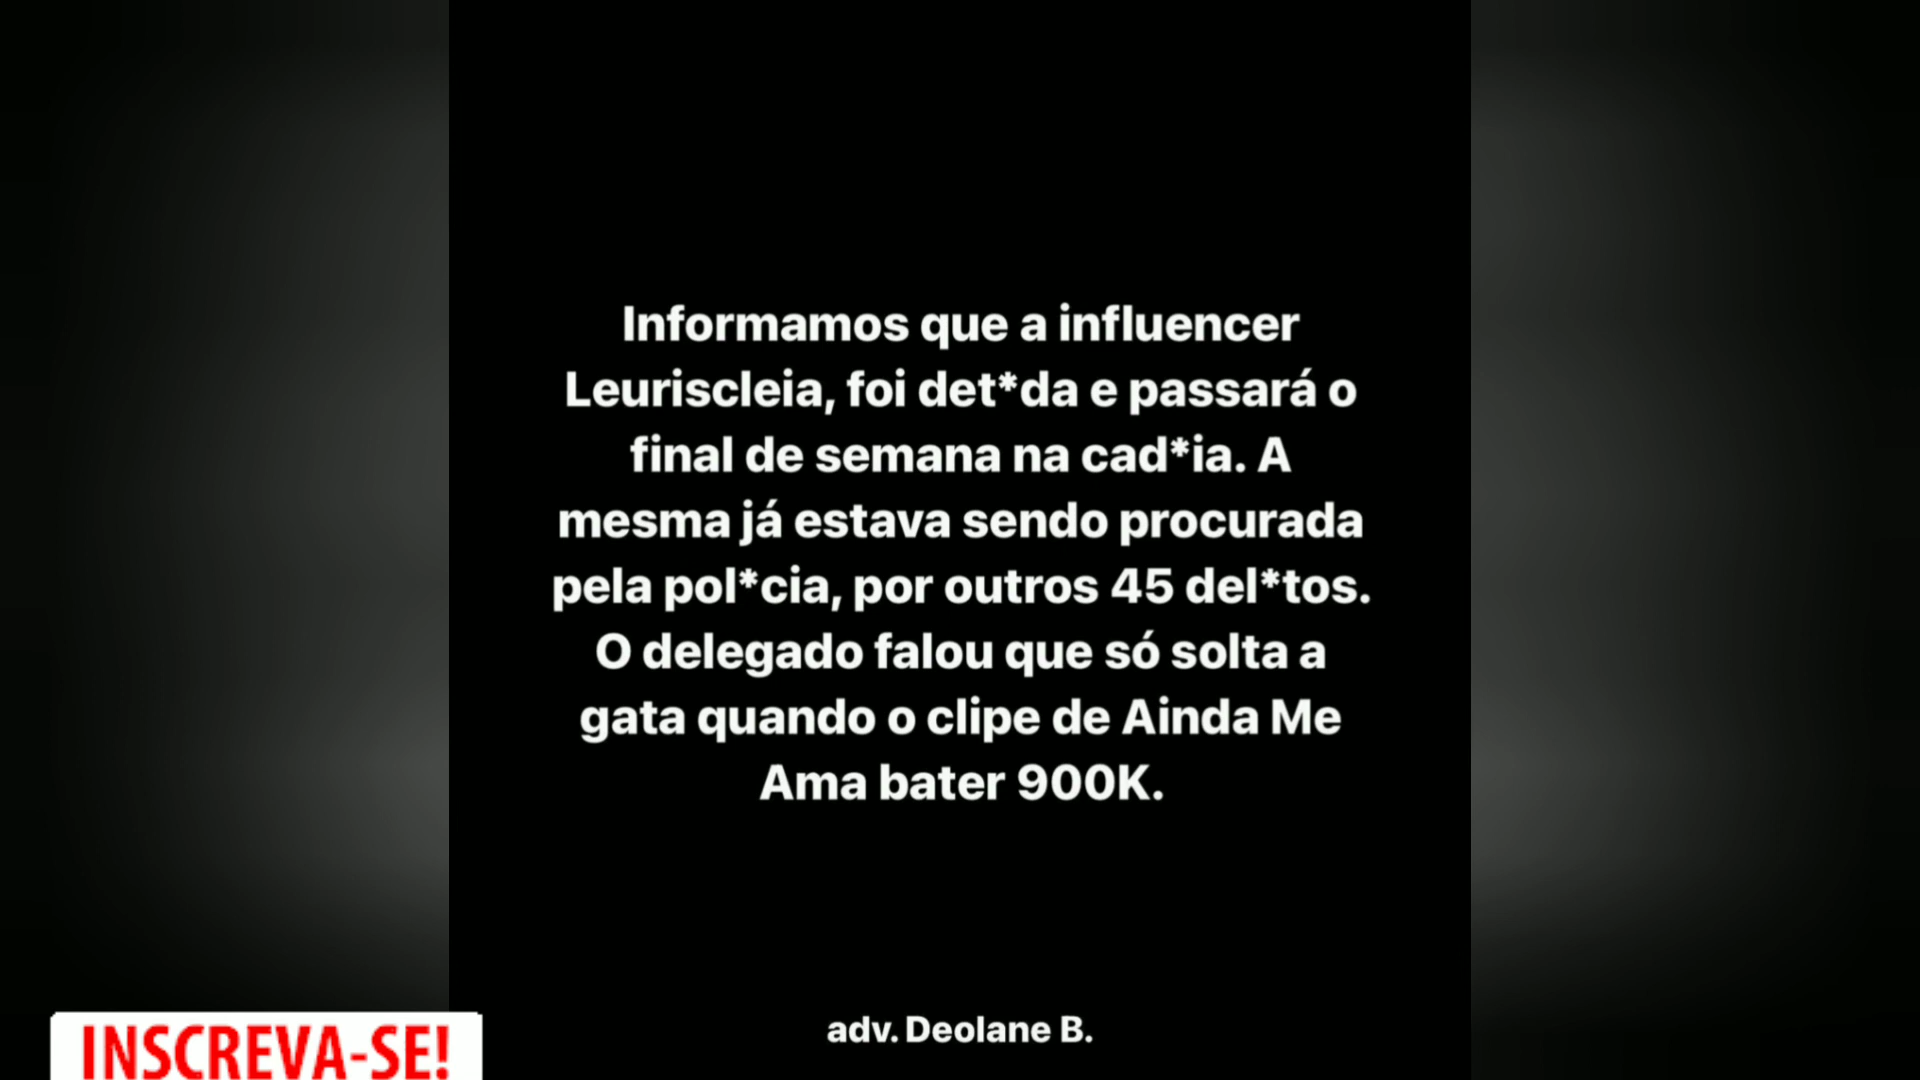 Informamos que a influencer
Leuriscleia, foi det*da e passará o
final de semana na cad*ia. A
mesma já estava sendo procurada
pela pol*cia, por outros 45 del*tos.
O delegado falou que só solta a
gata quando o clipe de Ainda Me
Ama bater 900K.
adv. Deolane B.
INSCREVA-SE!